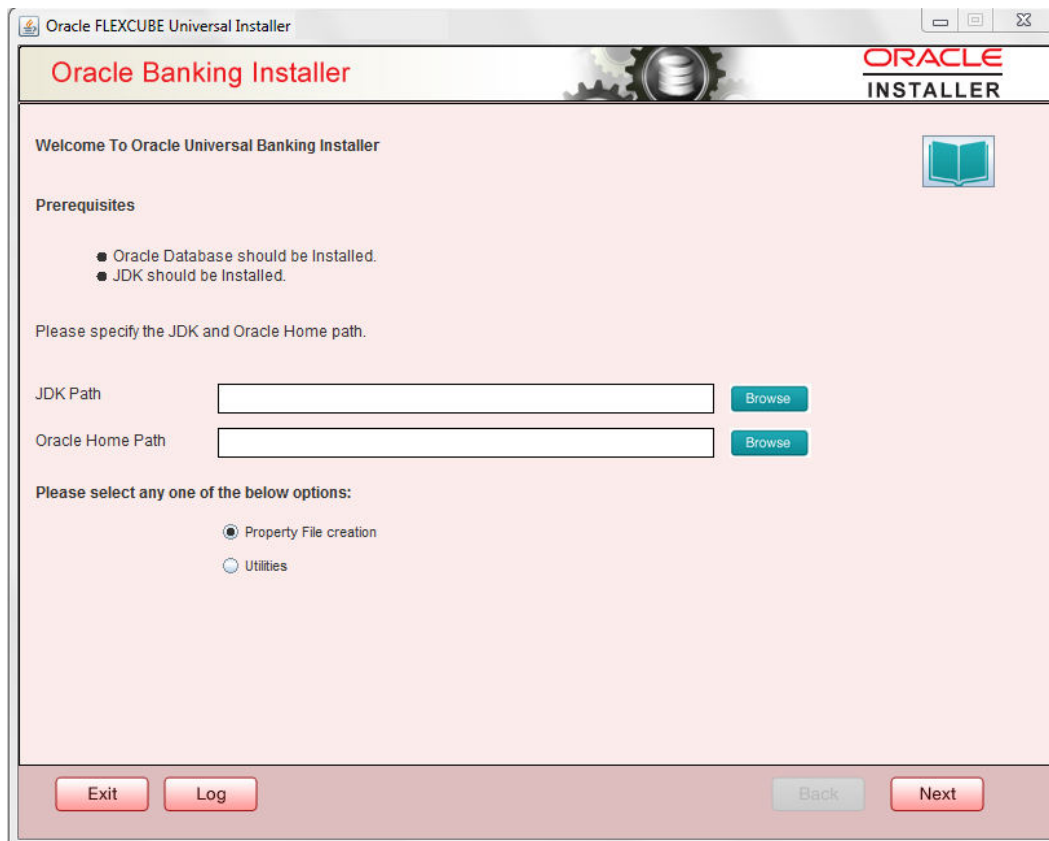 Oracle FLEXCUBE Universal Installer
Oracle Banking Installer
ORACLE
INSTALLER
Welcome To Oracle Universal Banking Installer
Prerequisites
Oracle Database should be Installed.
JDK should be Installed.
Please specify the JDK and Oracle Home path.
JDK Path
Browse
Oracle Home Path
Browse
Please select any one of the below options:
Property File creation
Utilities
Exit
Log
Back
Next